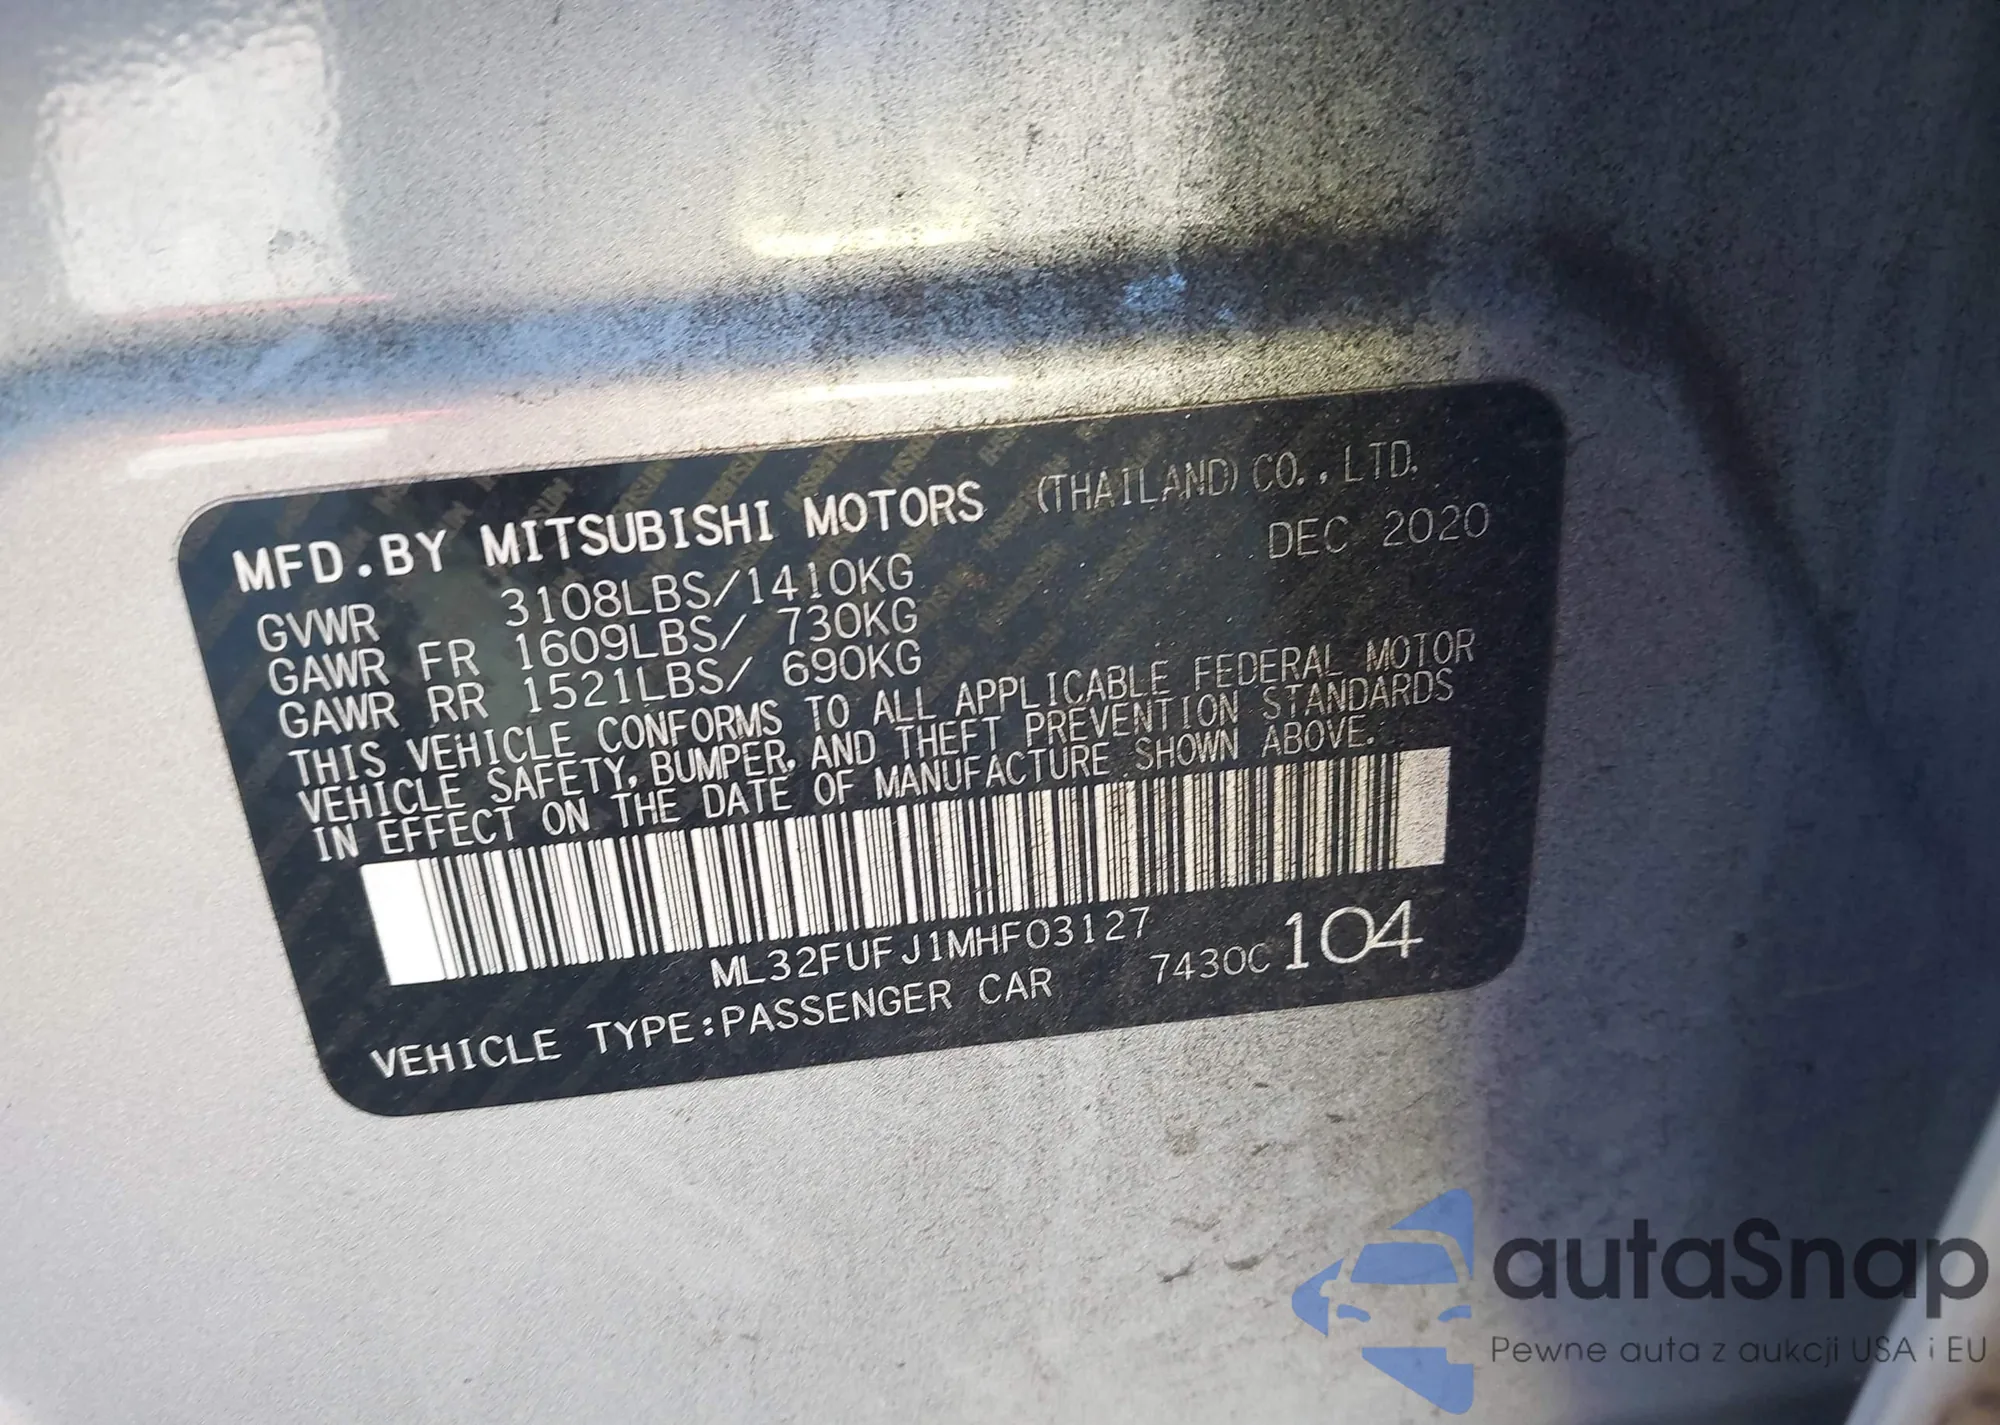 MFD.BY MITSUBISHI MOTORS (THAILAND) CO.,LTD.
DEC 2020
GVWR 3108LBS/1410KG
GAWR FR 1609LBS/ 730KG
GAWR RR 1521LBS/ 690KG
THIS VEHICLE CONFORMS TO ALL APPLICABLE FEDERAL MOTOR
VEHICLE SAFETY, BUMPER, AND THEFT PREVENTION STANDARDS
IN EFFECT ON THE DATE OF MANUFACTURE SHOWN ABOVE.
ML32FUFJ1MHF03127
7430C104
VEHICLE TYPE:PASSENGER CAR
autaSnap
Pewne auta z aukcji USA i EU